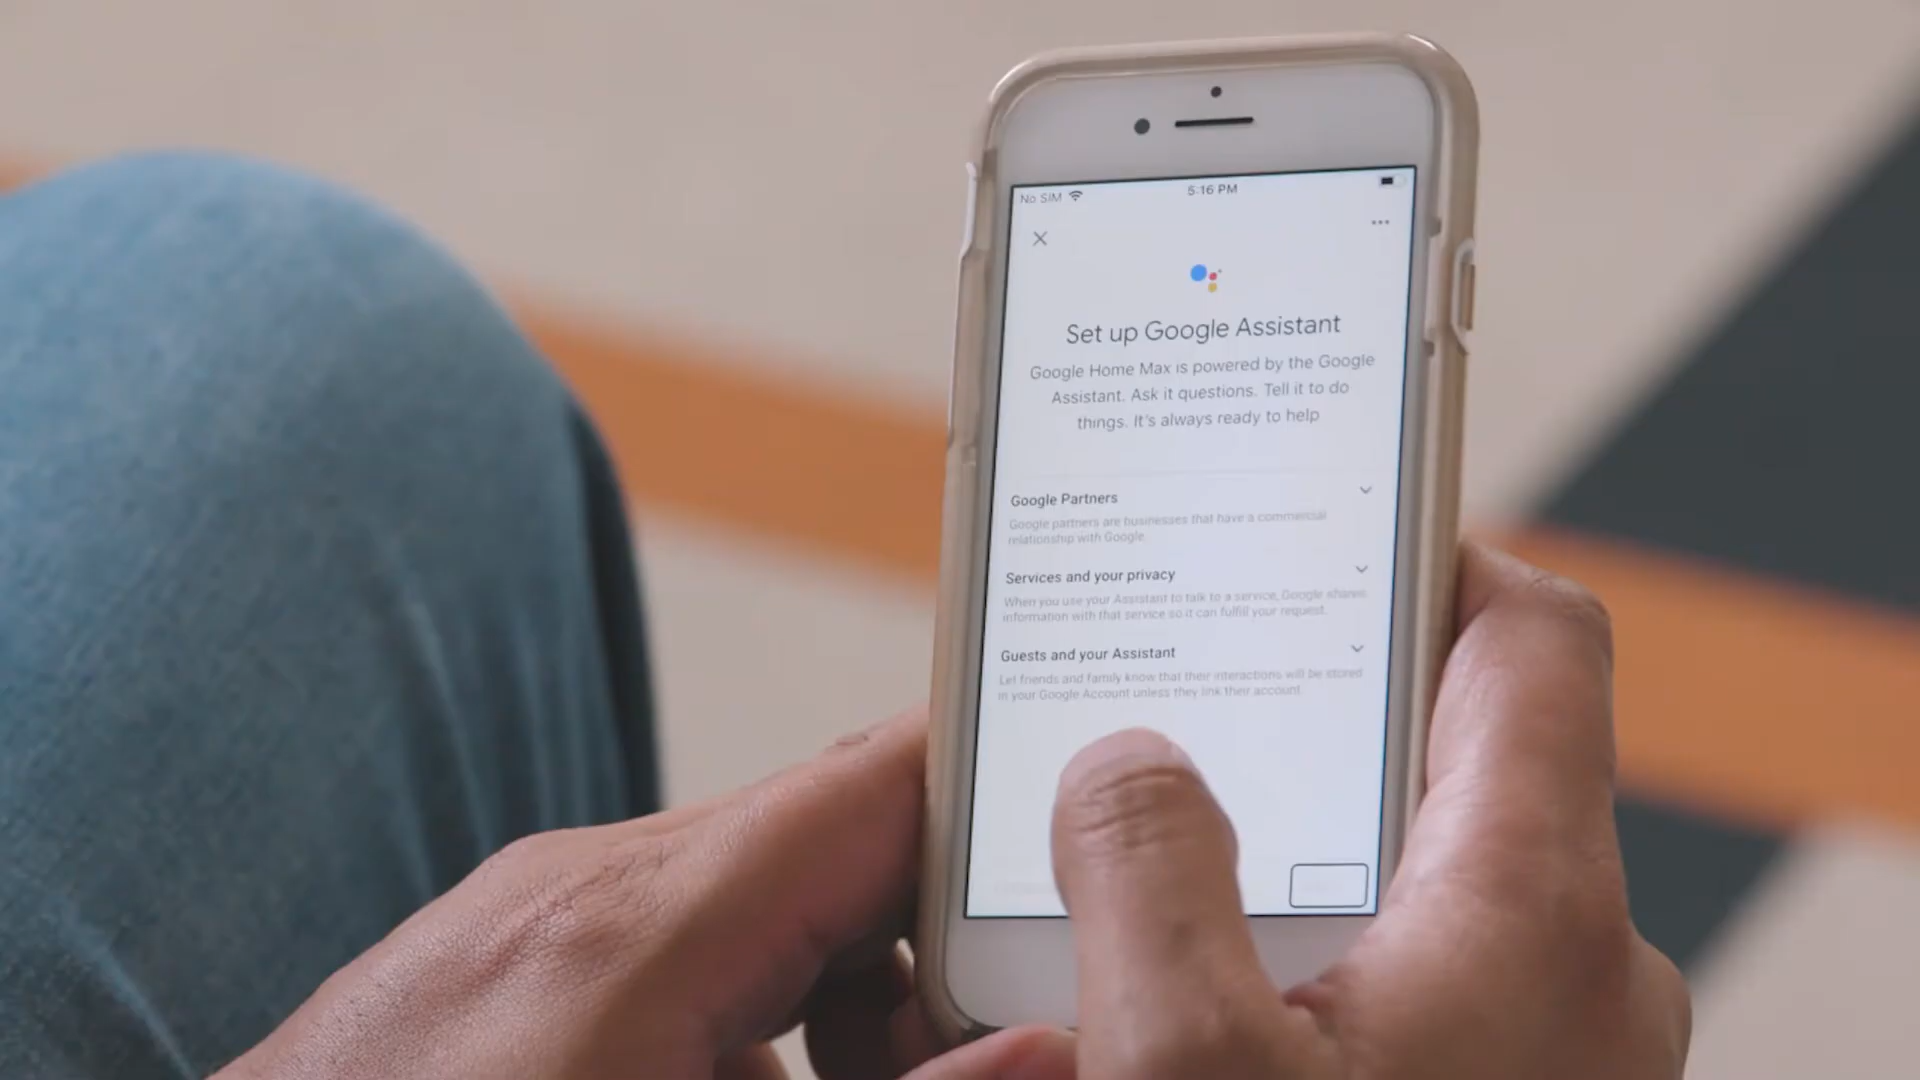 No SIM 5:16 PM
Set up Google Assistant
Google Home Max is powered by the Google
Assistant. Ask it questions. Tell it to do
things. It's always ready to help
Google Partners
Google partners are businesses that have a commercial
relationship with Google.
Services and your privacy
When you use your Assistant to talk to a service, Google shares
information with that service so it can fulfill your request.
Guests and your Assistant
Let friends and family know that their interactions will be stored
in your Google Account unless they link their account.